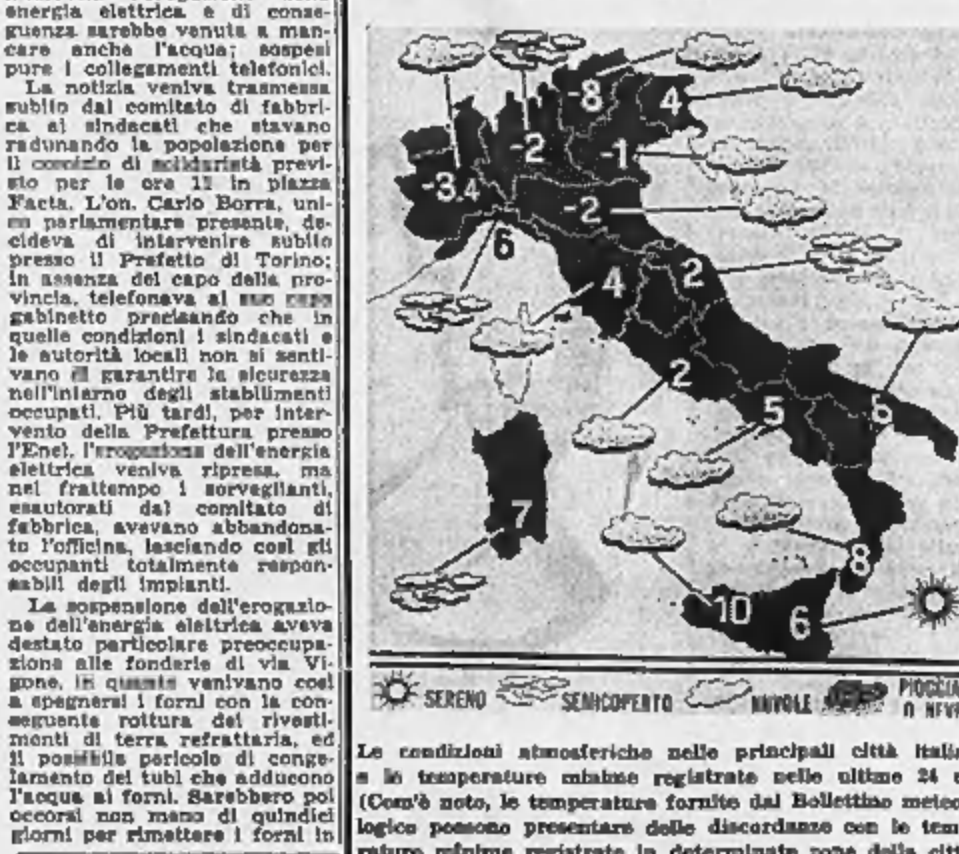 energia elettrica e di conse-
guenza sarebbe venuta a man-
care anche l'acqua; sospesi
pure i collegamenti telefonici.
La notizia veniva trasmessa
subito dal comitato di fabbri-
ca ai sindacati che stavano
radunando la popolazione per
il comizio di solidarietà previ-
sto per le ore 11 in piazza
Facta. L'on. Carlo Borra, uni-
co parlamentare presente, de-
cideva di intervenire subito
presso il Prefetto di Torino;
in assenza del capo della pro-
vincia, telefonava al suo capo
gabinetto precisando che in
quelle condizioni i sindacati e
le autorità locali non si senti-
vano di garantire la sicurezza
nell'interno degli stabilimenti
occupati. Più tardi, per inter-
vento della Prefettura presso
l'Enel, l'erogazione dell'energia
elettrica veniva ripresa, ma
nel frattempo i sorveglianti,
esautorati dal comitato di
fabbrica, avevano abbandona-
to l'officina, lasciando così gli
occupanti totalmente respon-
sabili degli impianti.
La sospensione dell'erogazio-
ne dell'energia elettrica aveva
destato particolare preoccupa-
zione alle fonderie di via Vi-
gone, in quanto venivano così
a spegnersi i forni con la con-
seguente rottura dei rivesti-
menti di terra refrattaria, ed
il possibile pericolo di conge-
lamento dei tubi che adducono
l'acqua ai forni. Sarebbero poi
occorsi non meno di quindici
giorni per rimettere i forni in
-8
4
-2
-1
-3,4
-2
6
4
2
2
5
6
7
8
10
6
SERENO SEMICOPERTO NUVOLE PIOGGIA
O NEVE
Le condizioni atmosferiche nelle principali città itali
e le temperature minime registrate nelle ultime 24 o
(Com'è noto, le temperature fornite dal Bollettino meteo
logico possono presentare delle discordanze con le tem
rature minime registrate in determinate zone della citt